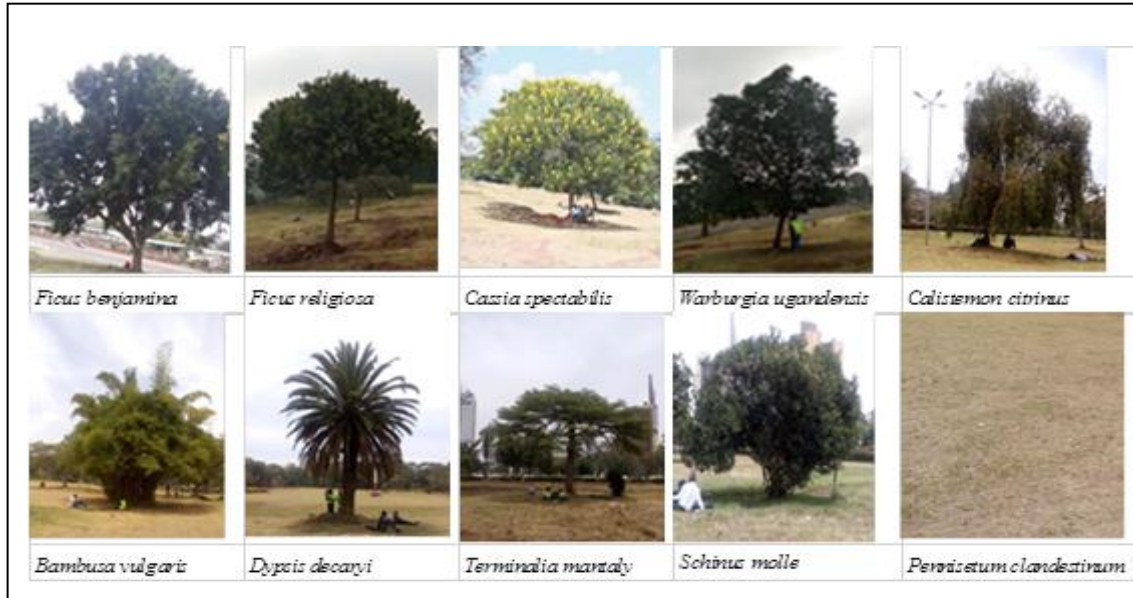 Ficus benjamina
Ficus religiosa
Cassia spectabilis
Warburgia ugandensis
Calistemon citrinus
Bambusa vulgaris
Dypsis decaryi
Terminalia mantaly
Schinus molle
Pennisetum clandestinum